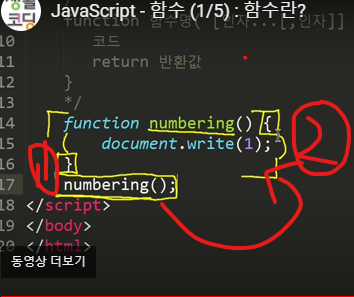 코딩
JavaScript - 함수 (1/5) : 함수란?
function 함수명( [인자...[,인자]]
10 코드
11 return 반환값
12 }
13 */
14 function numbering() {
15 document.write(1);
16 }
17 numbering();
18 </script>
19 </body>
20 </html>
1
2
동영상 더보기